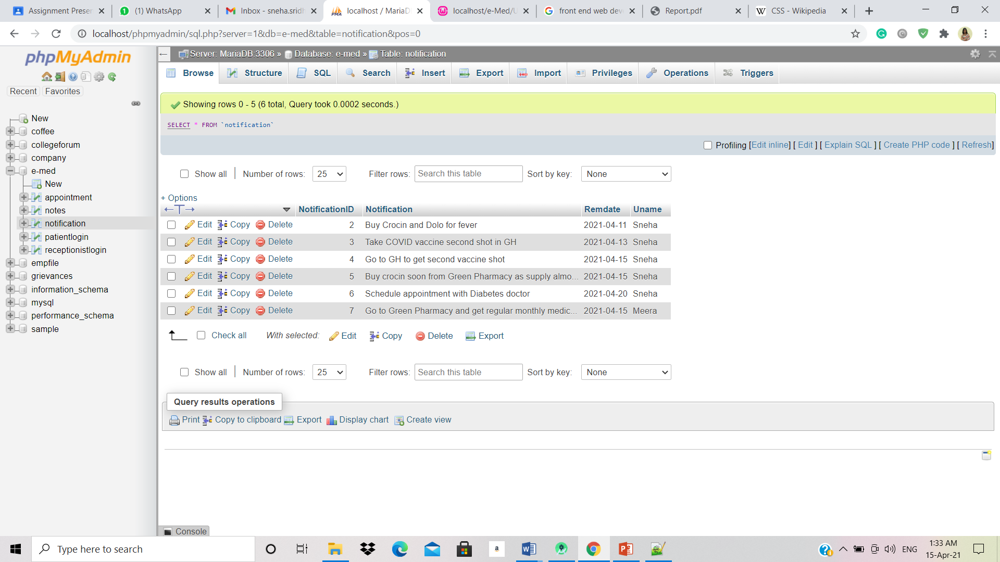 Assignment Presen
(1) WhatsApp
Inbox - sneha.sridh
localhost / MariaD
localhost/e-Med/U
front end web dev
Report.pdf
CSS - Wikipedia
localhost/phpmyadmin/sql.php?server=1&db=e-med&table=notification&pos=0
phpMyAdmin
Recent Favorites
New
coffee
collegeforum
company
e-med
New
appointment
notes
notification
patientlogin
receptionistlogin
empfile
grievances
information_schema
mysql
performance_schema
sample
Server: MariaDB:3306 » Database: e-med » Table: notification
Browse Structure SQL Search Insert Export Import Privileges Operations Triggers
Showing rows 0 - 5 (6 total, Query took 0.0002 seconds.)
SELECT * FROM `notification`
Profiling [Edit inline] [ Edit ] [ Explain SQL ] [ Create PHP code ] [ Refresh]
Show all Number of rows: 25 Filter rows: Search this table Sort by key: None
+ Options
←T→ NotificationID Notification Remdate Uname
Edit Copy Delete 2 Buy Crocin and Dolo for fever 2021-04-11 Sneha
Edit Copy Delete 3 Take COVID vaccine second shot in GH 2021-04-13 Sneha
Edit Copy Delete 4 Go to GH to get second vaccine shot 2021-04-15 Sneha
Edit Copy Delete 5 Buy crocin soon from Green Pharmacy as supply almo... 2021-04-15 Sneha
Edit Copy Delete 6 Schedule appointment with Diabetes doctor 2021-04-20 Sneha
Edit Copy Delete 7 Go to Green Pharmacy and get regular monthly medic... 2021-04-15 Meera
Check all With selected: Edit Copy Delete Export
Show all Number of rows: 25 Filter rows: Search this table Sort by key: None
Query results operations
Print Copy to clipboard Export Display chart Create view
Console
Type here to search
ENG
1:33 AM
15-Apr-21